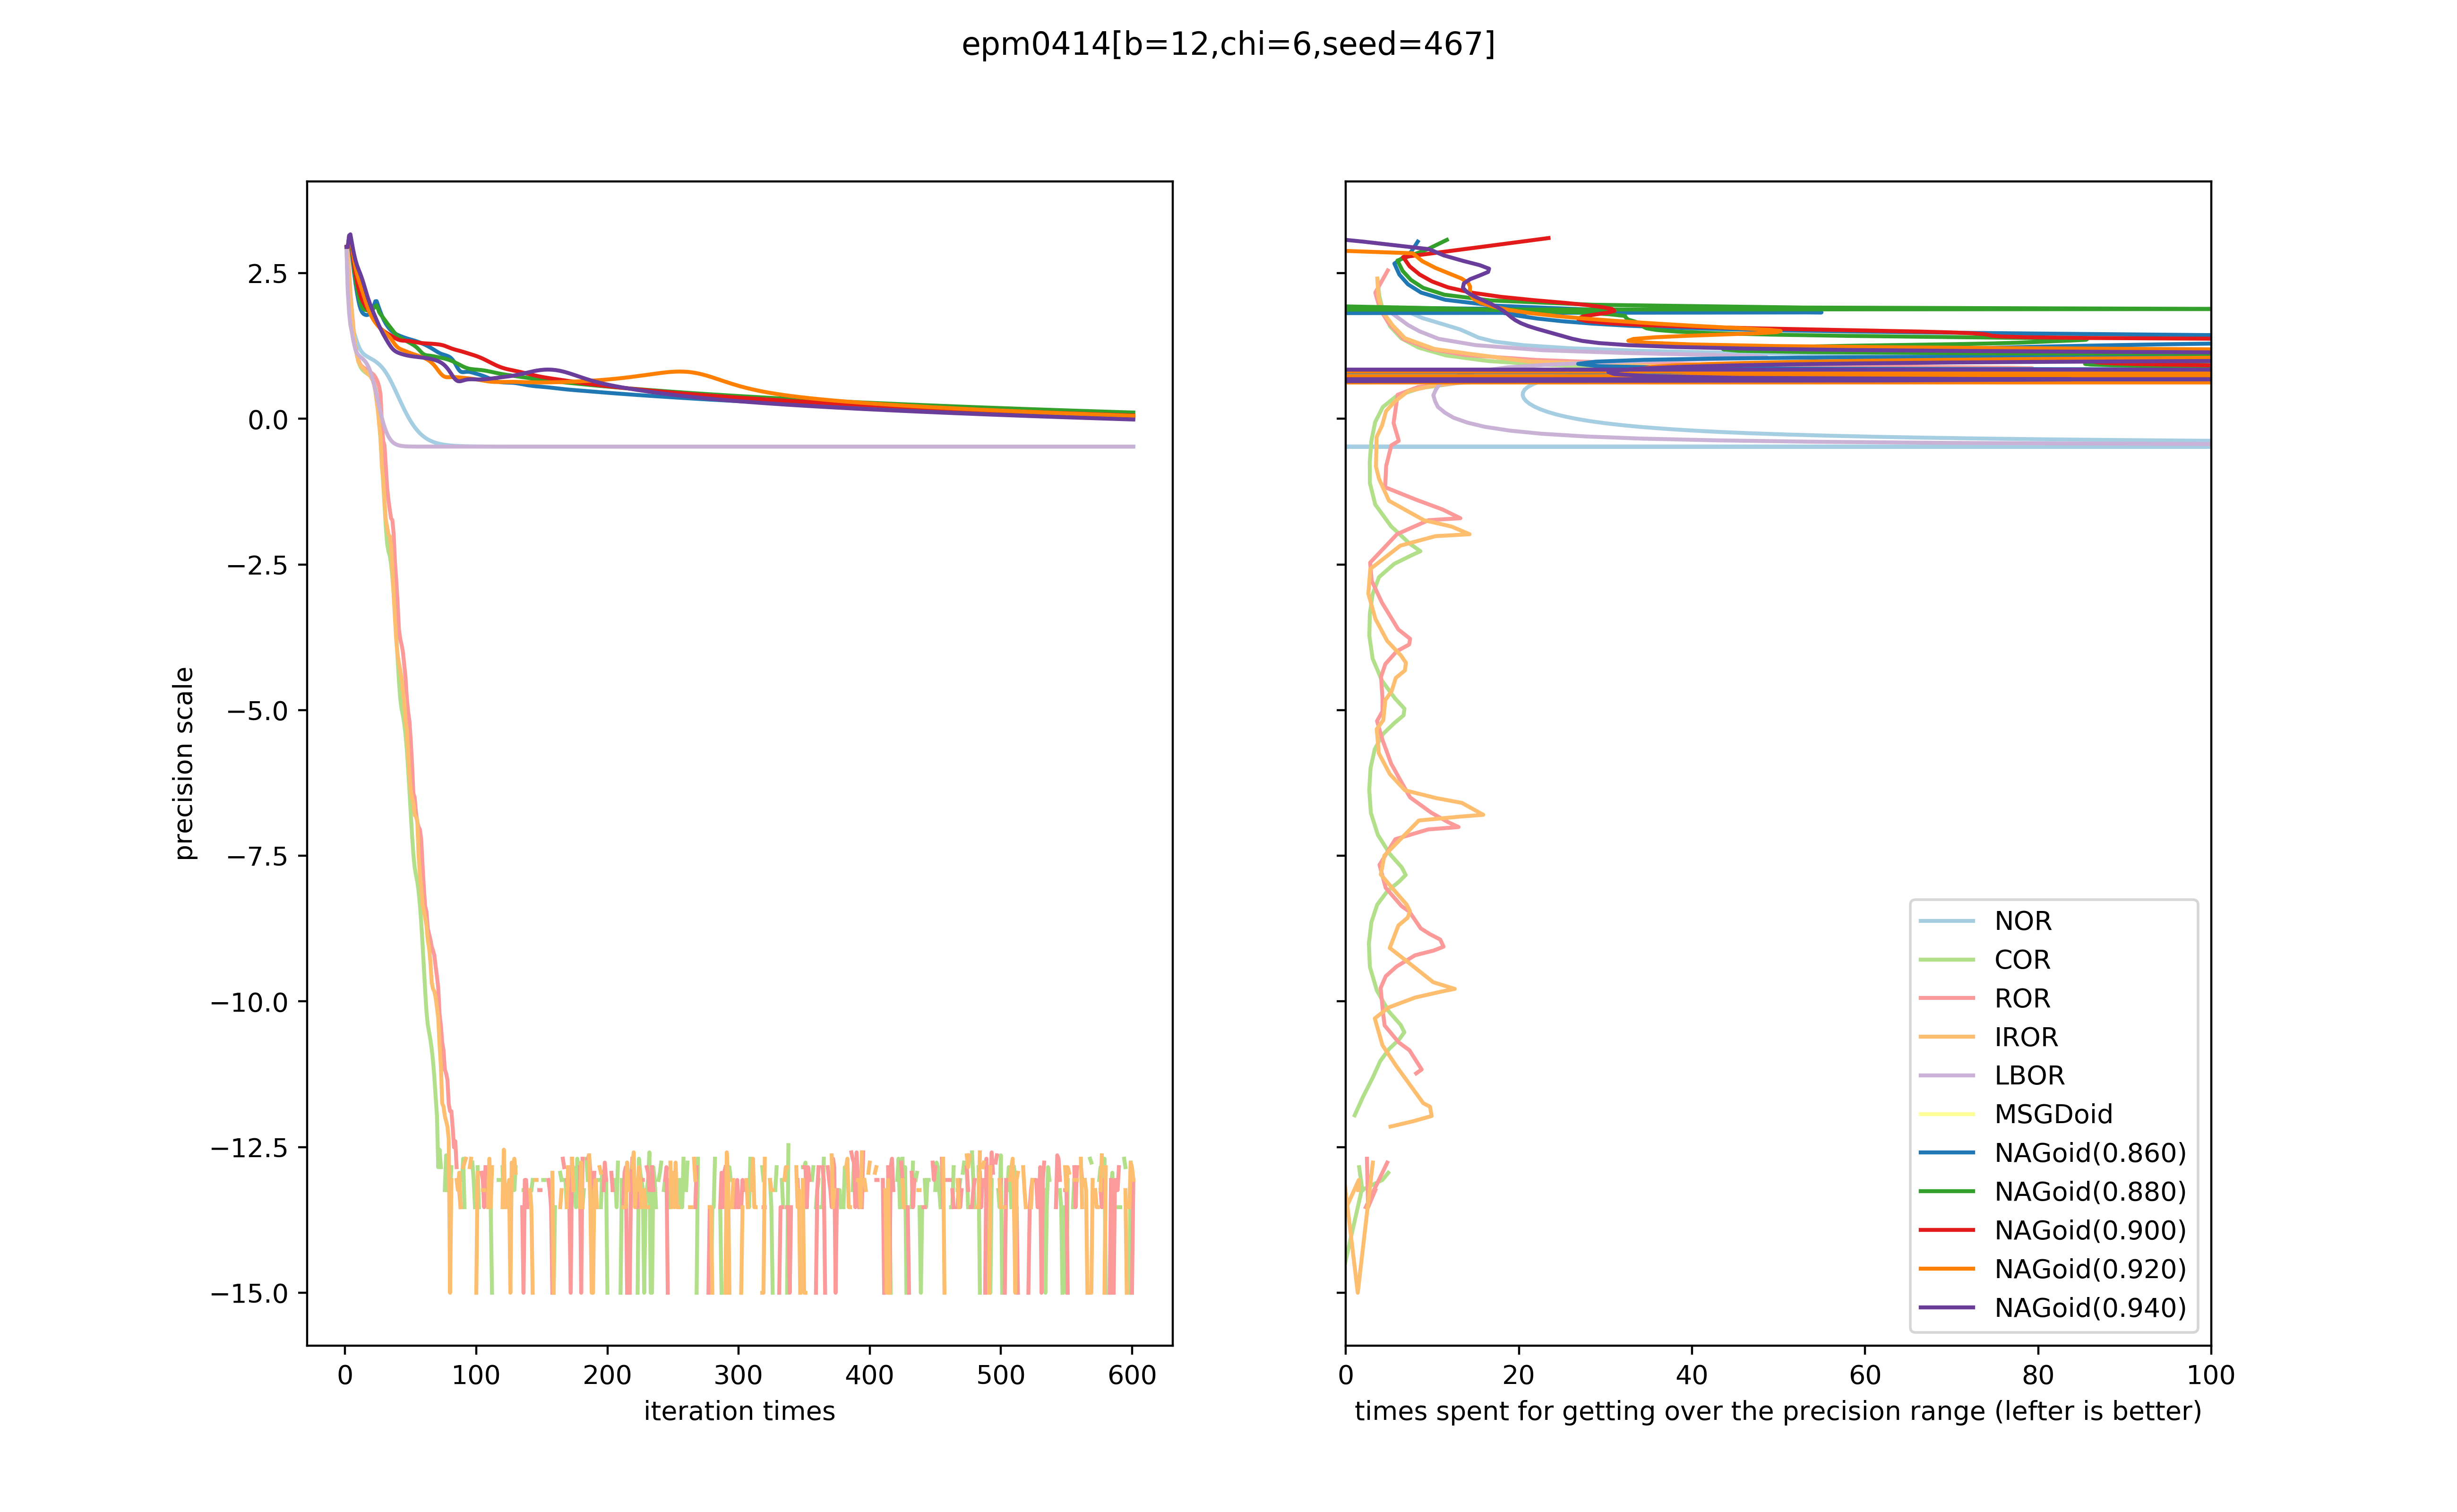 epm0414[b=12,chi=6,seed=467]
precision scale
2.5
0.0
−2.5
−5.0
−7.5
−10.0
−12.5
−15.0
0 100 200 300 400 500 600
iteration times
0 20 40 60 80 100
times spent for getting over the precision range (lefter is better)
NOR
COR
ROR
IROR
LBOR
MSGDoid
NAGoid(0.860)
NAGoid(0.880)
NAGoid(0.900)
NAGoid(0.920)
NAGoid(0.940)